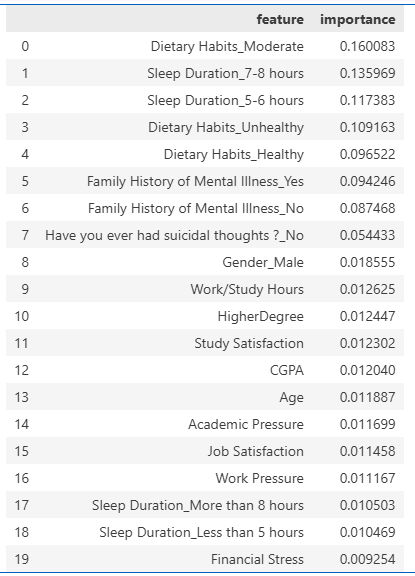 feature importance
0 Dietary Habits_Moderate 0.160083
1 Sleep Duration_7-8 hours 0.135969
2 Sleep Duration_5-6 hours 0.117383
3 Dietary Habits_Unhealthy 0.109163
4 Dietary Habits_Healthy 0.096522
5 Family History of Mental Illness_Yes 0.094246
6 Family History of Mental Illness_No 0.087468
7 Have you ever had suicidal thoughts ?_No 0.054433
8 Gender_Male 0.018555
9 Work/Study Hours 0.012625
10 HigherDegree 0.012447
11 Study Satisfaction 0.012302
12 CGPA 0.012040
13 Age 0.011887
14 Academic Pressure 0.011699
15 Job Satisfaction 0.011458
16 Work Pressure 0.011167
17 Sleep Duration_More than 8 hours 0.010503
18 Sleep Duration_Less than 5 hours 0.010469
19 Financial Stress 0.009254